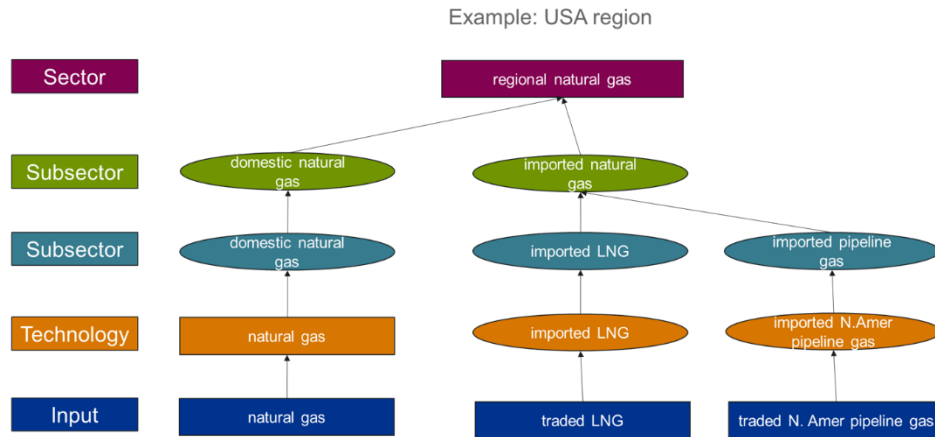 Example: USA region
Sector
regional natural gas
Subsector
domestic natural
gas
imported natural
gas
Subsector
domestic natural
gas
imported LNG
imported pipeline
gas
Technology
natural gas
imported LNG
imported N.Amer
pipeline gas
Input
natural gas
traded LNG
traded N. Amer pipeline gas